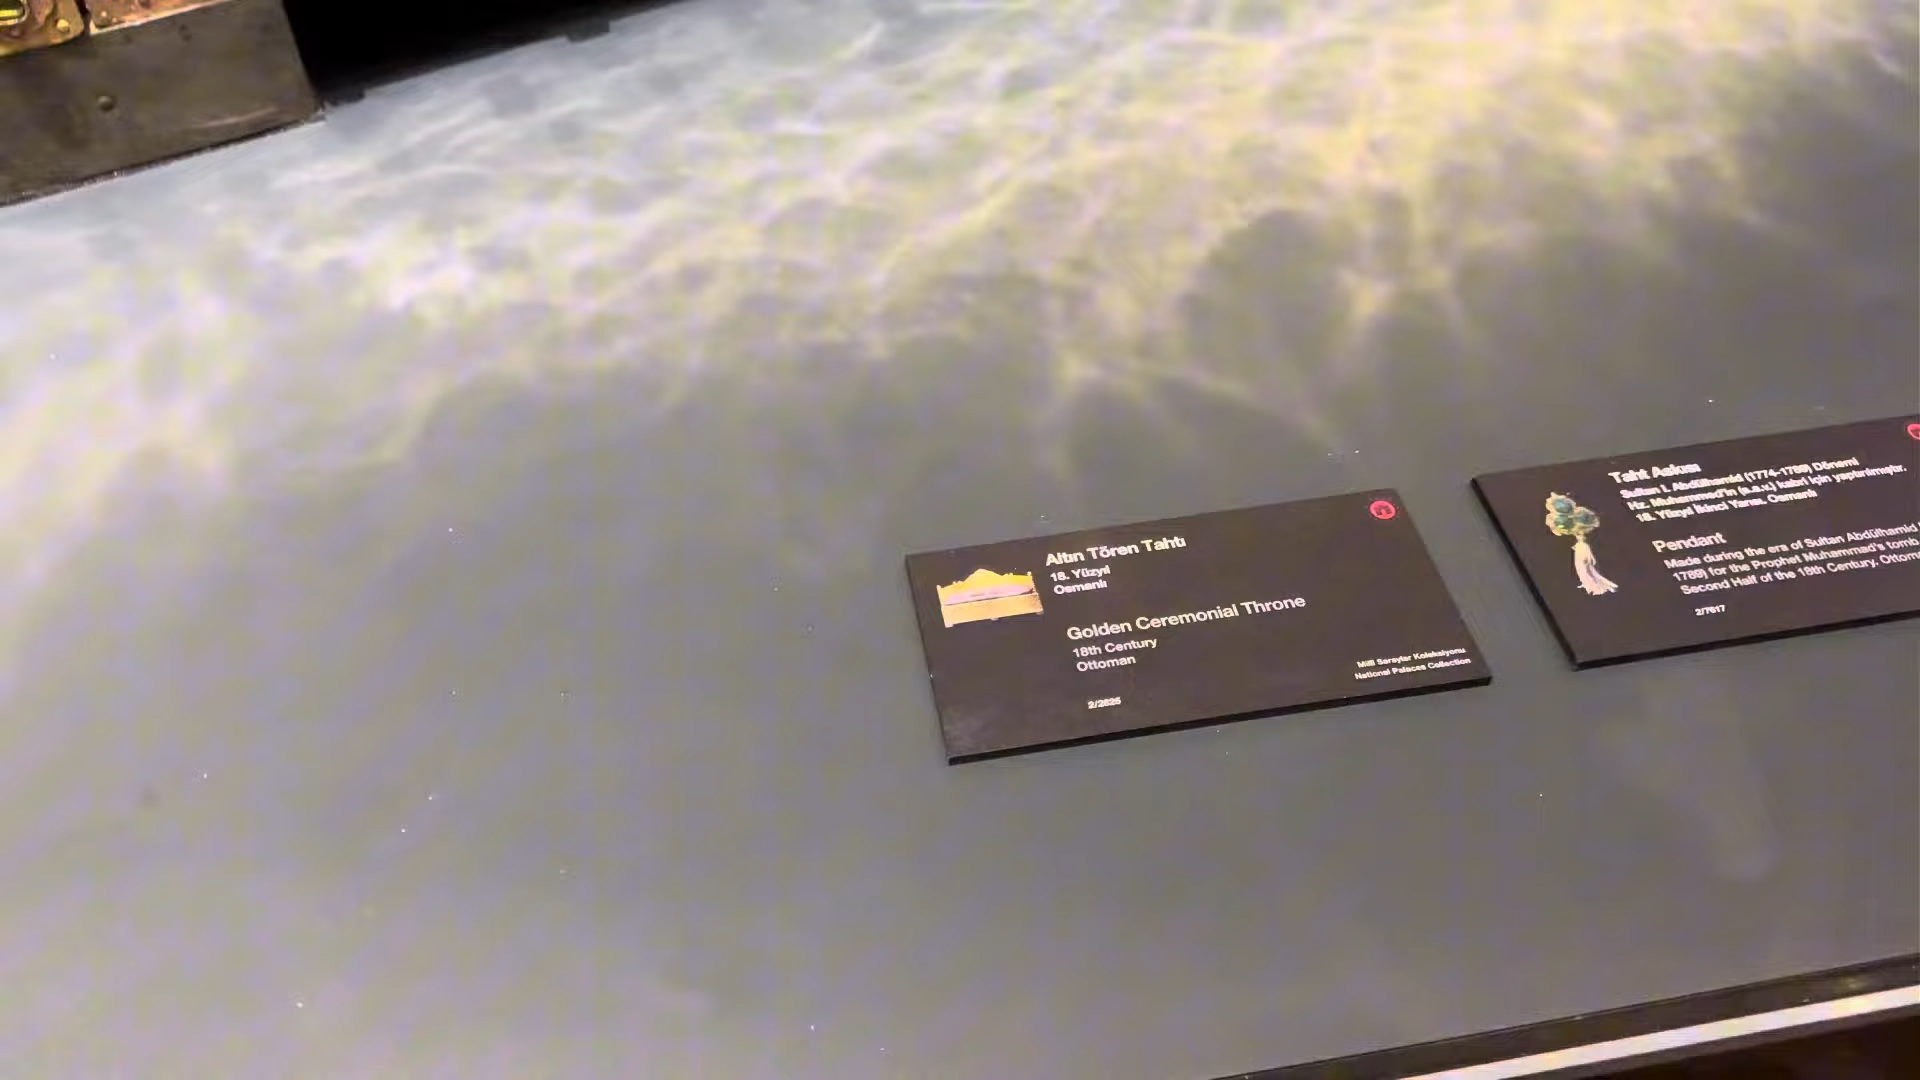 Altın Tören Tahtı
18. Yüzyıl
Osmanlı
Golden Ceremonial Throne
18th Century
Ottoman
2/2825
Milli Saraylar Koleksiyonu
National Palaces Collection
Taht Askısı
Sultan I. Abdülhamid (1774-1789) Dönemi
Hz. Muhammed'in (s.a.v.) kabri için yaptırılmıştır.
18. Yüzyıl İkinci Yarısı, Osmanlı
Pendant
Made during the era of Sultan Abdülhamid
1789) for the Prophet Muhammad's tomb
Second Half of the 18th Century,
2/7617